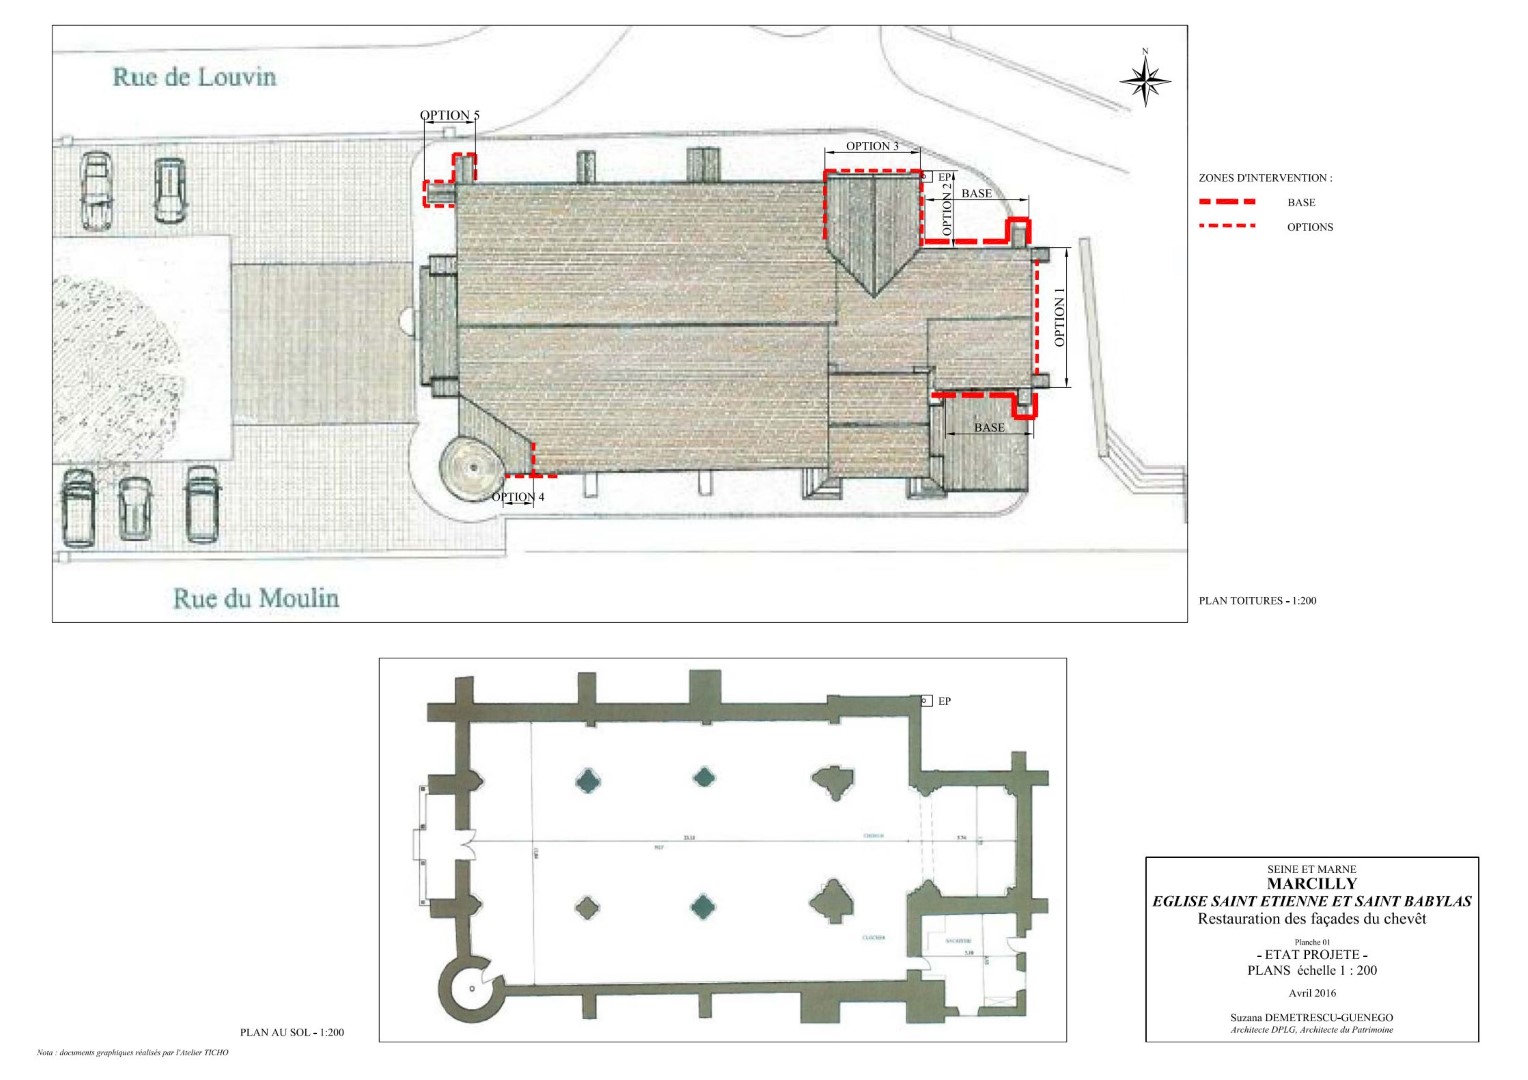 Rue de Louvin
N
OPTION 5
OPTION 3
EP
OPTION 2
BASE
OPTION 1
BASE
OPTION 4
Rue du Moulin
ZONES D'INTERVENTION :
BASE
OPTIONS
PLAN TOITURES - 1:200
EP
CHOEUR
CLOCHER
SACRISTIE
PLAN AU SOL - 1:200
Nota : documents graphiques réalisés par l'Atelier TICHO
SEINE ET MARNE
MARCILLY
EGLISE SAINT ETIENNE ET SAINT BABYLAS
Restauration des façades du chevêt
Planche 01
- ETAT PROJETE -
PLANS échelle 1 : 200
Avril 2016
Suzana DEMETRESCU-GUENEGO
Architecte DPLG, Architecte du Patrimoine